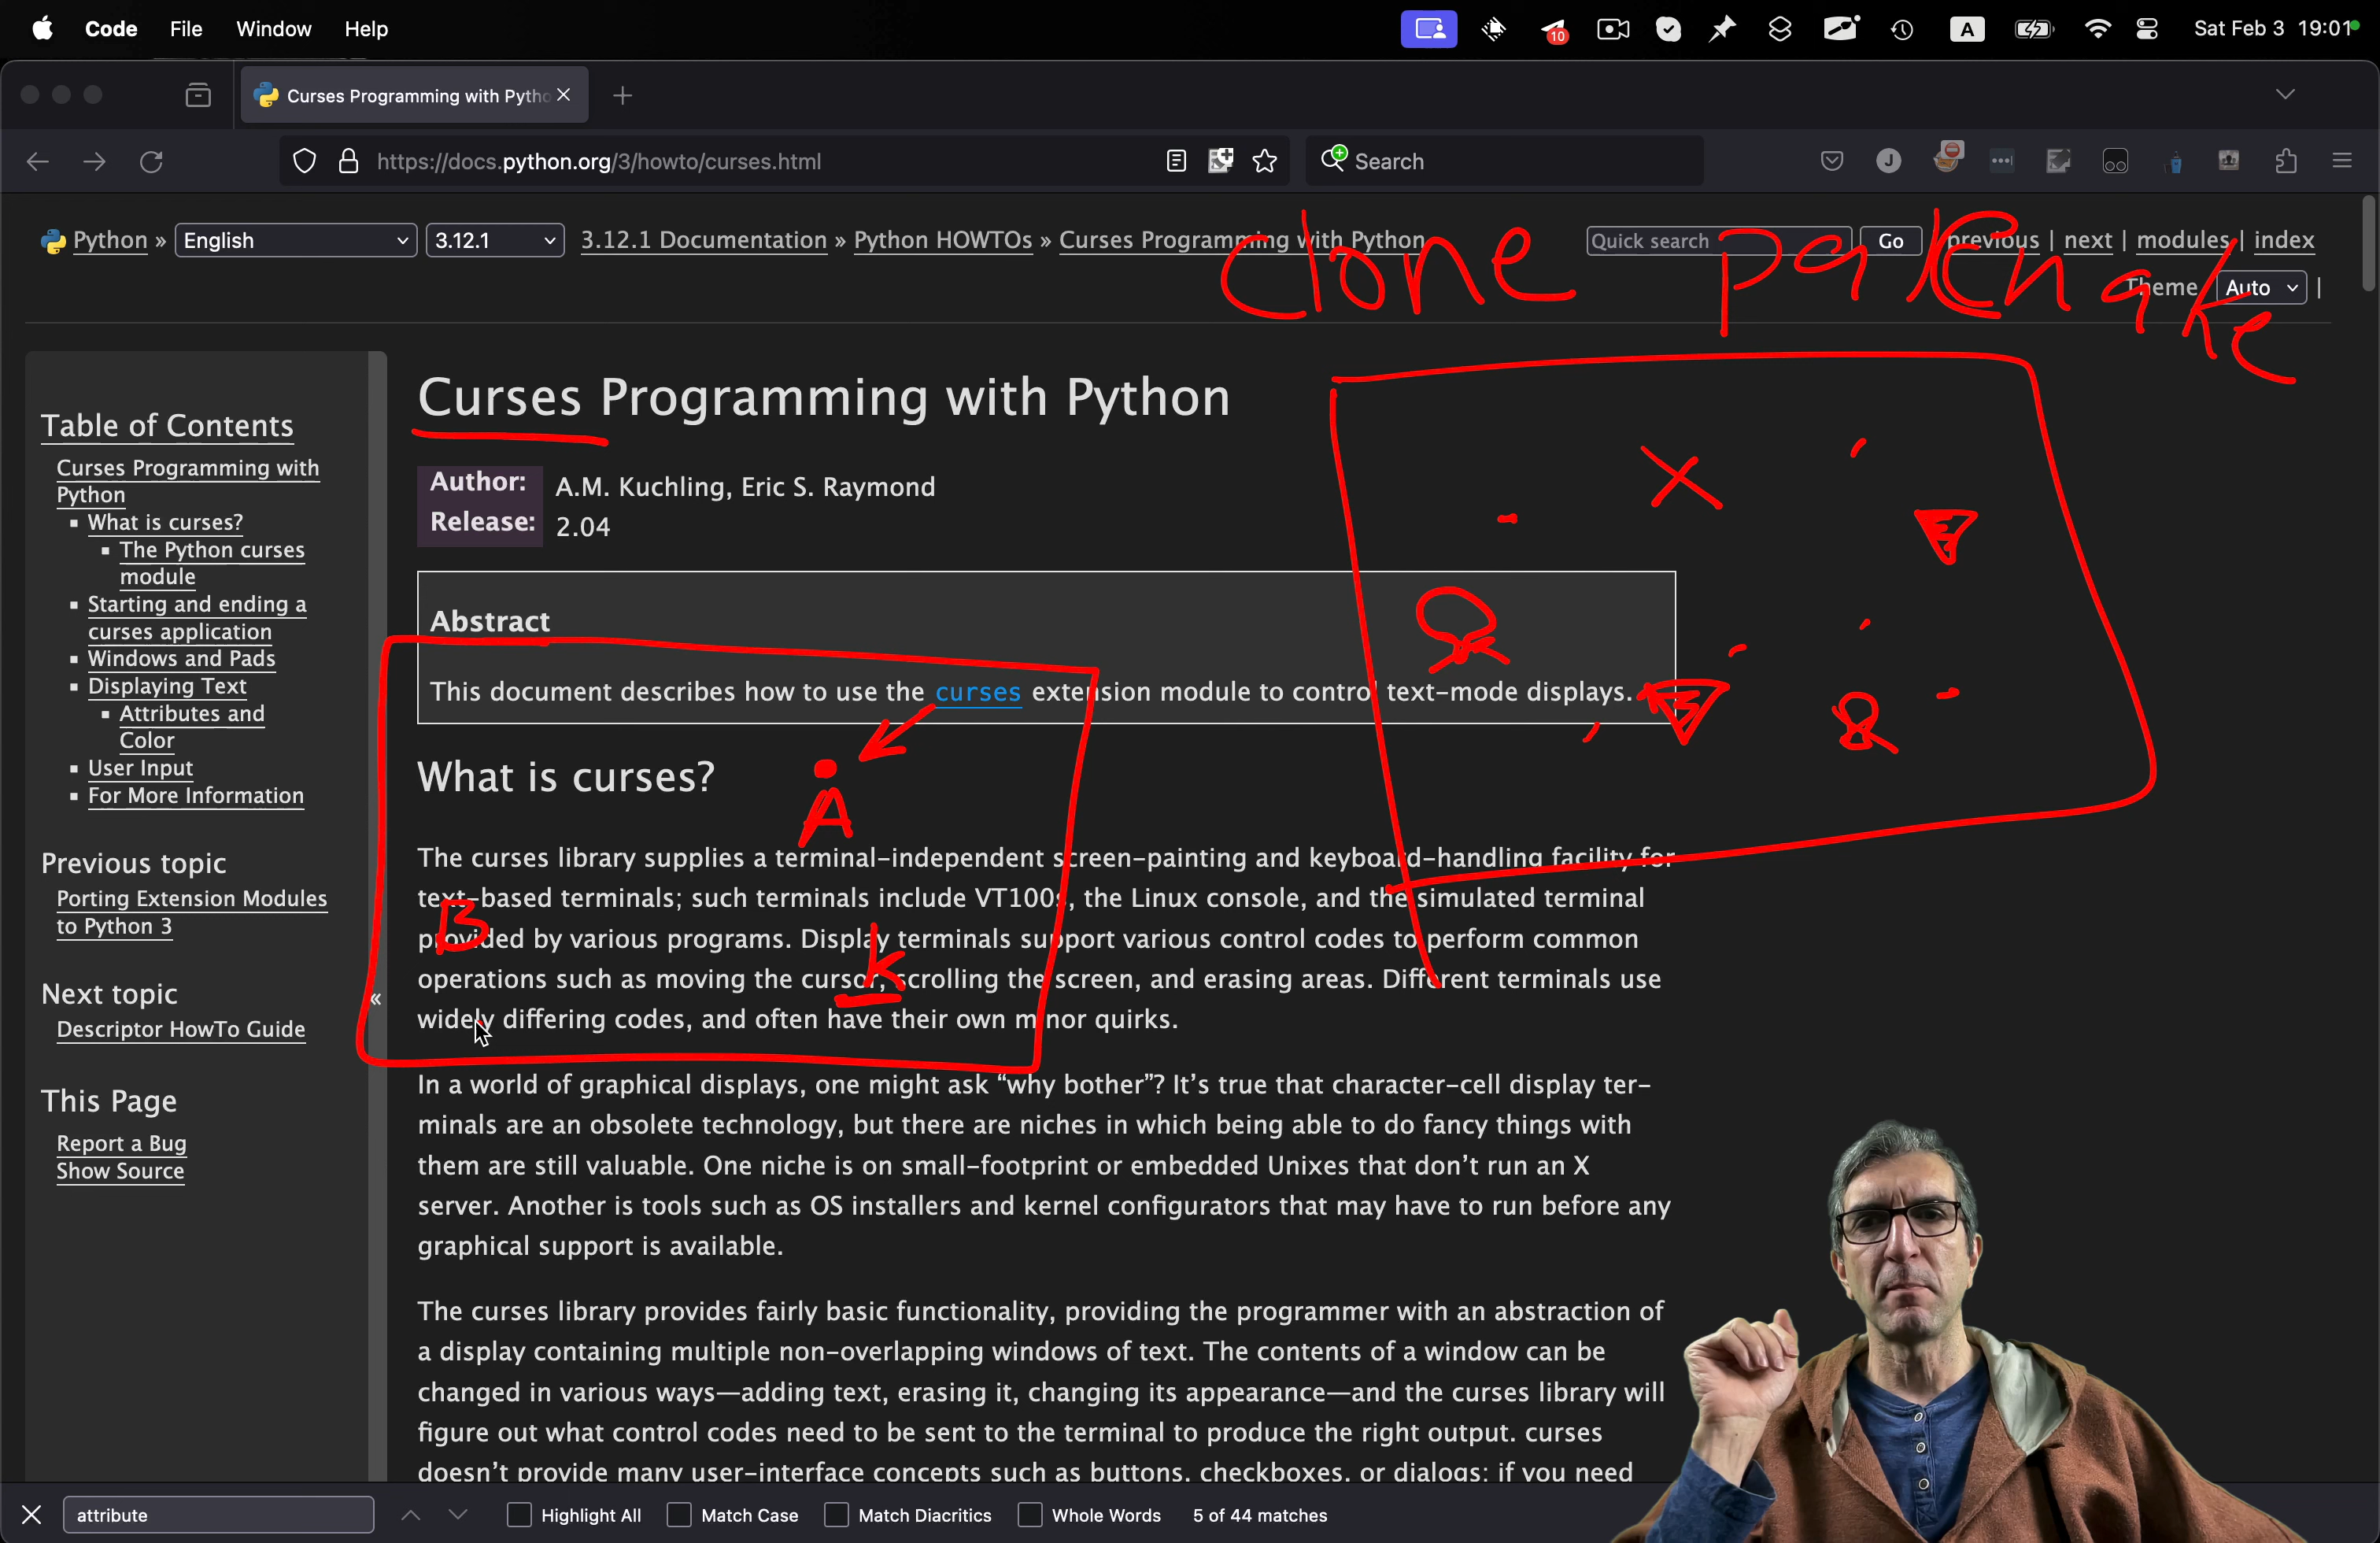 Code File Window Help
10 A Sat Feb 3 19:01
Curses Programming with Pytho
https://docs.python.org/3/howto/curses.html
Search
J
Python » English 3.12.1 3.12.1 Documentation » Python HOWTOs » Curses Programming with Python
Quick search Go previous | next | modules | index
Theme Auto |
clone
Table of Contents
Curses Programming with
Python
What is curses?
The Python curses
module
Starting and ending a
curses application
Windows and Pads
Displaying Text
Attributes and
Color
User Input
For More Information
Previous topic
Porting Extension Modules
to Python 3
Next topic
Descriptor HowTo Guide
This Page
Report a Bug
Show Source
«
Curses Programming with Python
Author: A.M. Kuchling, Eric S. Raymond
Release: 2.04
Abstract
This document describes how to use the curses extension module to control text-mode displays.
What is curses?
The curses library supplies a terminal-independent screen-painting and keyboard-handling facility for
text-based terminals; such terminals include VT100s, the Linux console, and the simulated terminal
provided by various programs. Display terminals support various control codes to perform common
operations such as moving the cursor, scrolling the screen, and erasing areas. Different terminals use
widely differing codes, and often have their own minor quirks.
X
A
B
K
In a world of graphical displays, one might ask “why bother”? It’s true that character-cell display ter-
minals are an obsolete technology, but there are niches in which being able to do fancy things with
them are still valuable. One niche is on small-footprint or embedded Unixes that don’t run an X
server. Another is tools such as OS installers and kernel configurators that may have to run before any
graphical support is available.
The curses library provides fairly basic functionality, providing the programmer with an abstraction of
a display containing multiple non-overlapping windows of text. The contents of a window can be
changed in various ways—adding text, erasing it, changing its appearance—and the curses library will
figure out what control codes need to be sent to the terminal to produce the right output. curses
doesn’t provide many user-interface concepts such as buttons, checkboxes, or dialogs; if you need
attribute Highlight All Match Case Match Diacritics Whole Words 5 of 44 matches